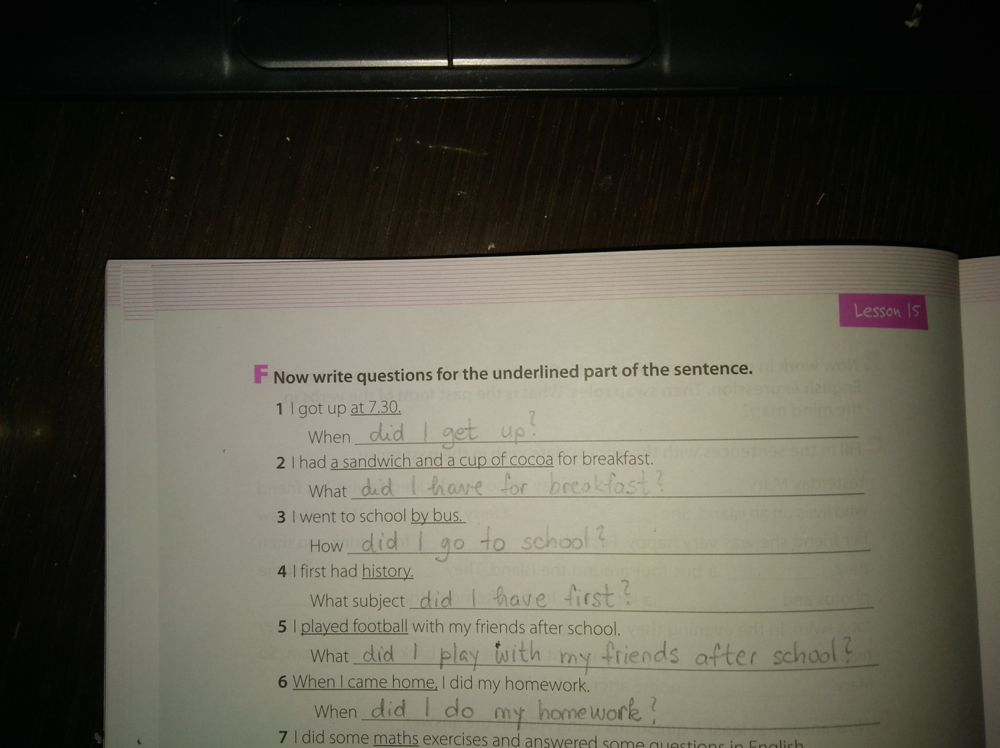 Lesson 15
F Now write questions for the underlined part of the sentence.
1 I got up at 7.30.
When did I get up?
2 I had a sandwich and a cup of cocoa for breakfast.
What did I have for breakfast?
3 I went to school by bus.
How did I go to school?
4 I first had history.
What subject did I have first?
5 I played football with my friends after school.
What did I play with my friends after school?
6 When I came home, I did my homework.
When did I do my homework?
7 I did some maths exercises and answered some questions in English.